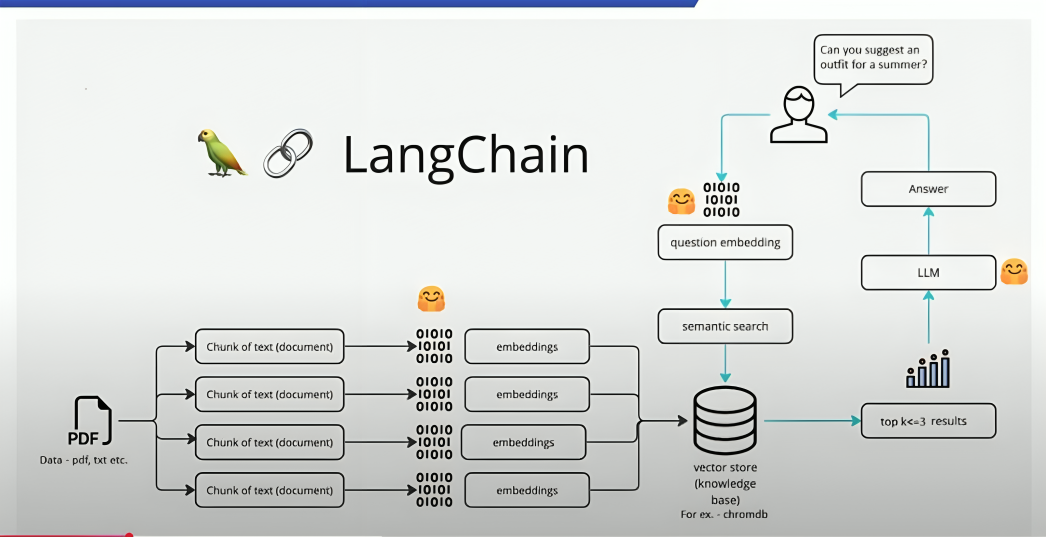 Can you suggest an
outfit for a summer?
LangChain
01010
10101
01010
question embedding
semantic search
Answer
LLM
top k<=3 results
PDF
Data - pdf, txt etc.
Chunk of text (document)
01010
10101
01010
embeddings
Chunk of text (document)
01010
10101
01010
embeddings
Chunk of text (document)
01010
10101
01010
embeddings
Chunk of text (document)
01010
10101
01010
embeddings
vector store
(knowledge
base)
For ex. - chromdb